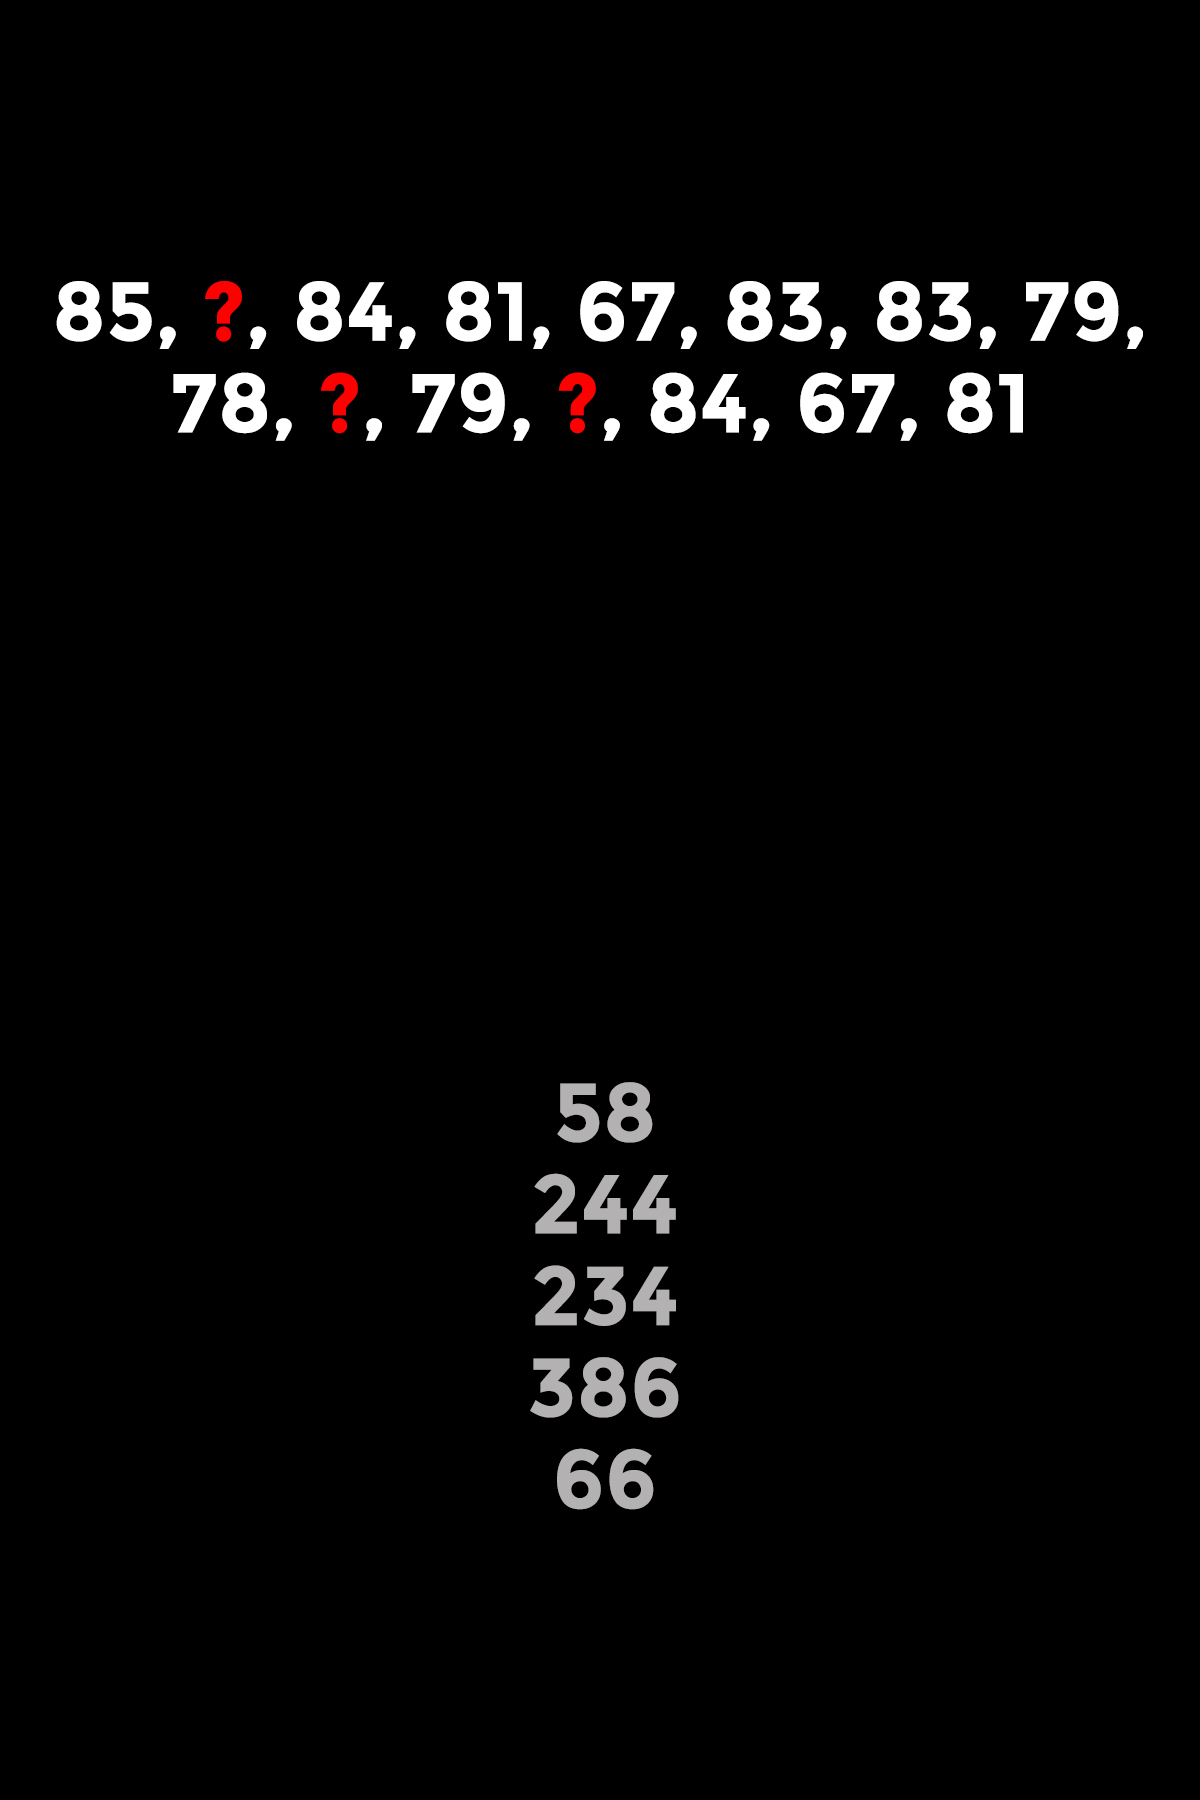 85, ?, 84, 81, 67, 83, 83, 79,
78, ?, 79, ?, 84, 67, 81
58
244
234
386
66